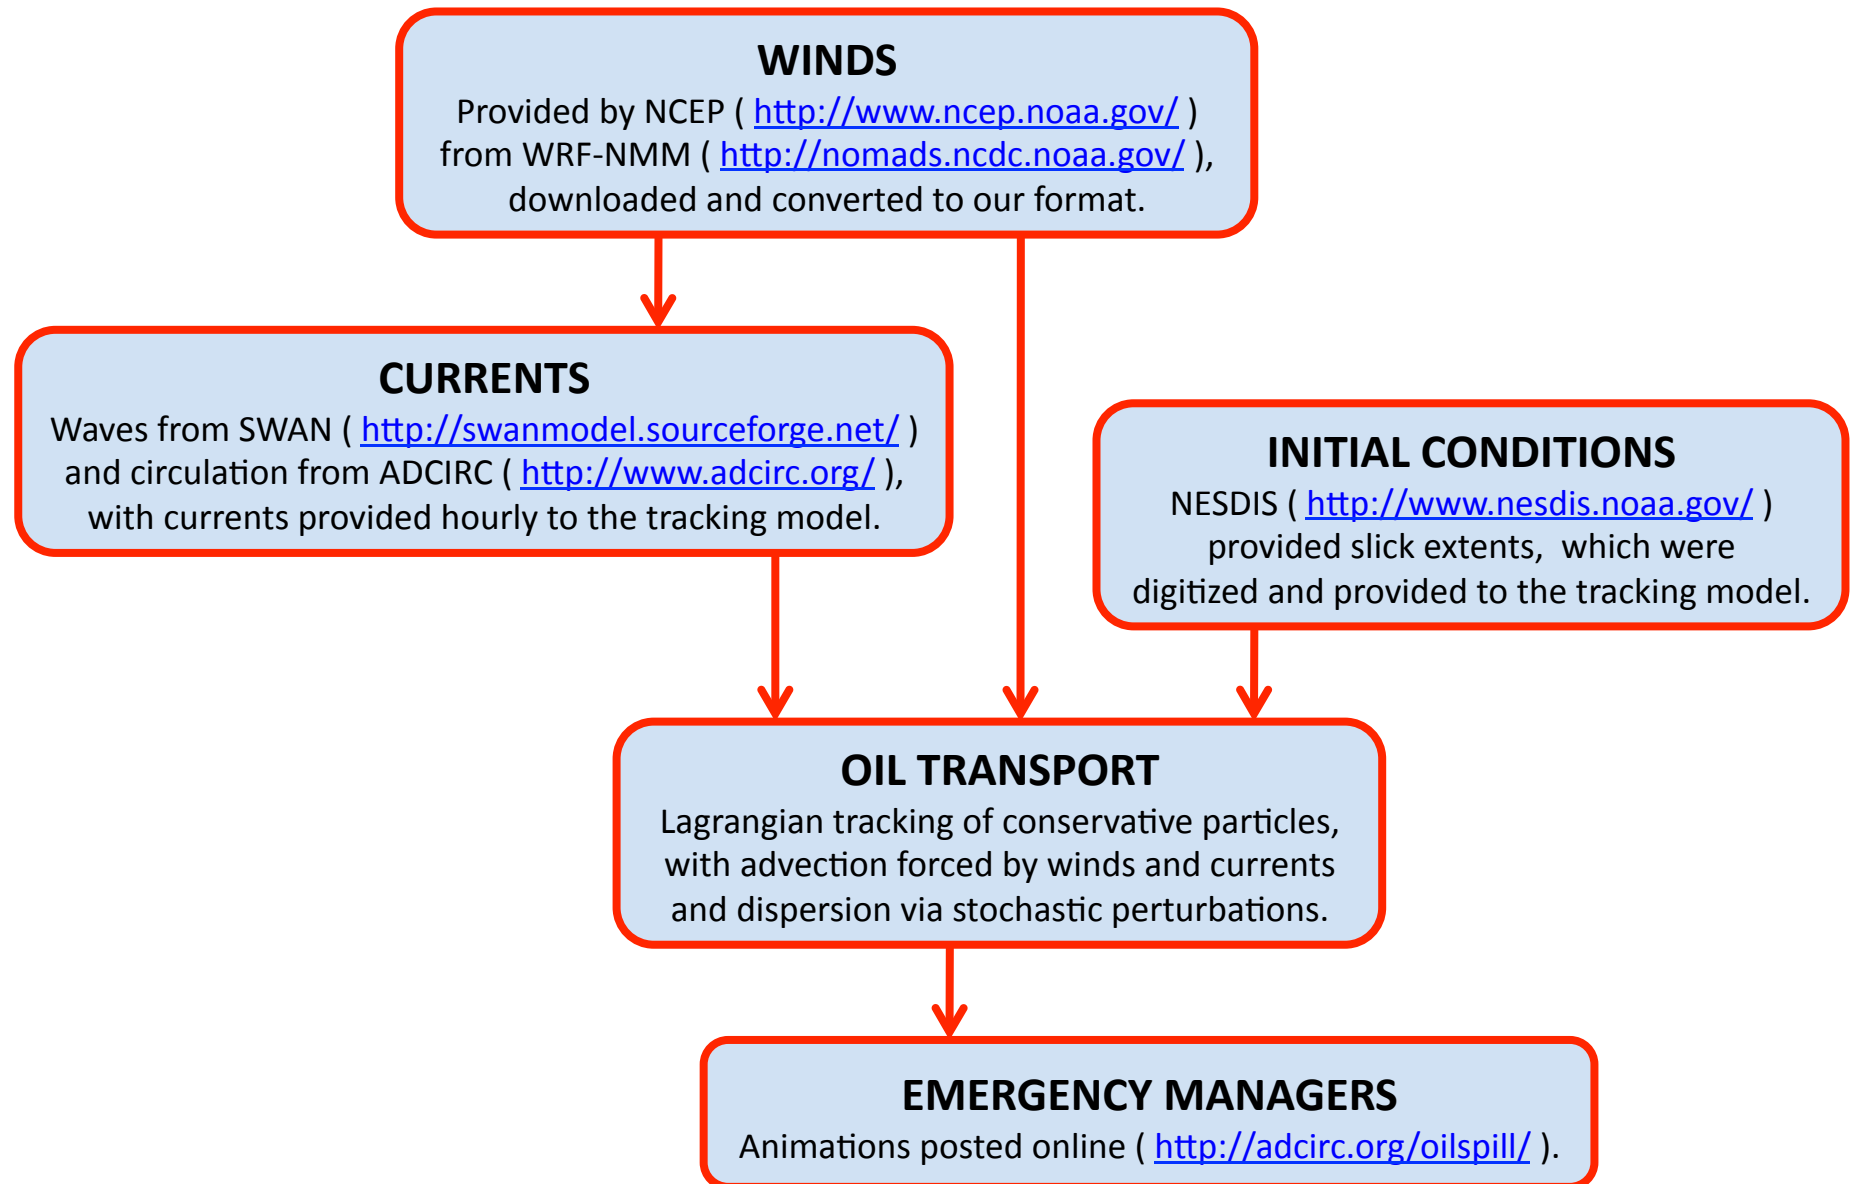 WINDS
Provided by NCEP ( http://www.ncep.noaa.gov/ )
from WRF-NMM ( http://nomads.ncdc.noaa.gov/ ),
downloaded and converted to our format.
CURRENTS
Waves from SWAN ( http://swanmodel.sourceforge.net/ )
and circulation from ADCIRC ( http://www.adcirc.org/ ),
with currents provided hourly to the tracking model.
INITIAL CONDITIONS
NESDIS ( http://www.nesdis.noaa.gov/ )
provided slick extents, which were
digitized and provided to the tracking model.
OIL TRANSPORT
Lagrangian tracking of conservative particles,
with advection forced by winds and currents
and dispersion via stochastic perturbations.
EMERGENCY MANAGERS
Animations posted online ( http://adcirc.org/oilspill/ ).